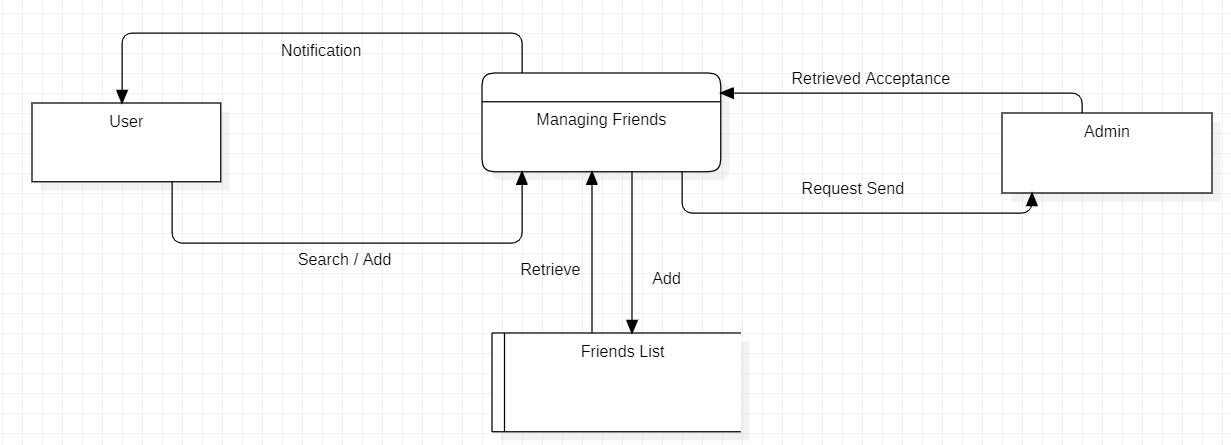 Notification
Retrieved Acceptance
User
Managing Friends
Admin
Request Send
Search / Add
Retrieve
Add
Friends List